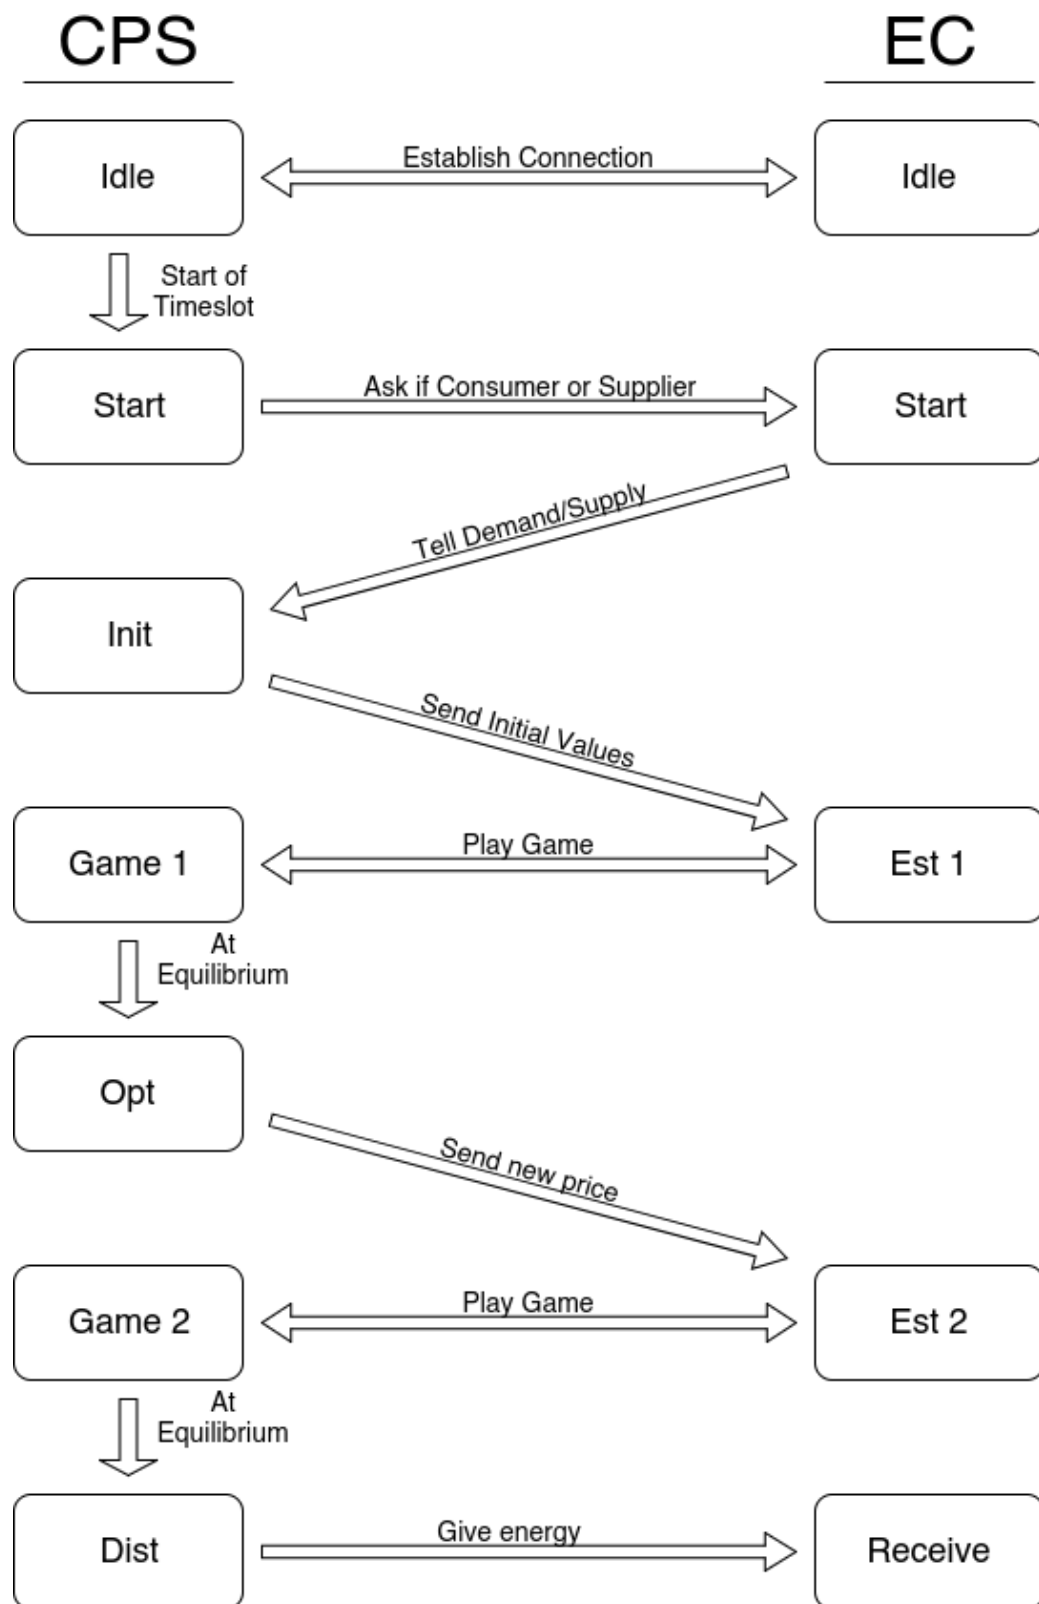 CPS
EC
Idle
Establish Connection
Idle
Start of
Timeslot
Start
Ask if Consumer or Supplier
Start
Tell Demand/Supply
Init
Send Initial Values
Game 1
Play Game
Est 1
At
Equilibrium
Opt
Send new price
Game 2
Play Game
Est 2
At
Equilibrium
Dist
Give energy
Receive